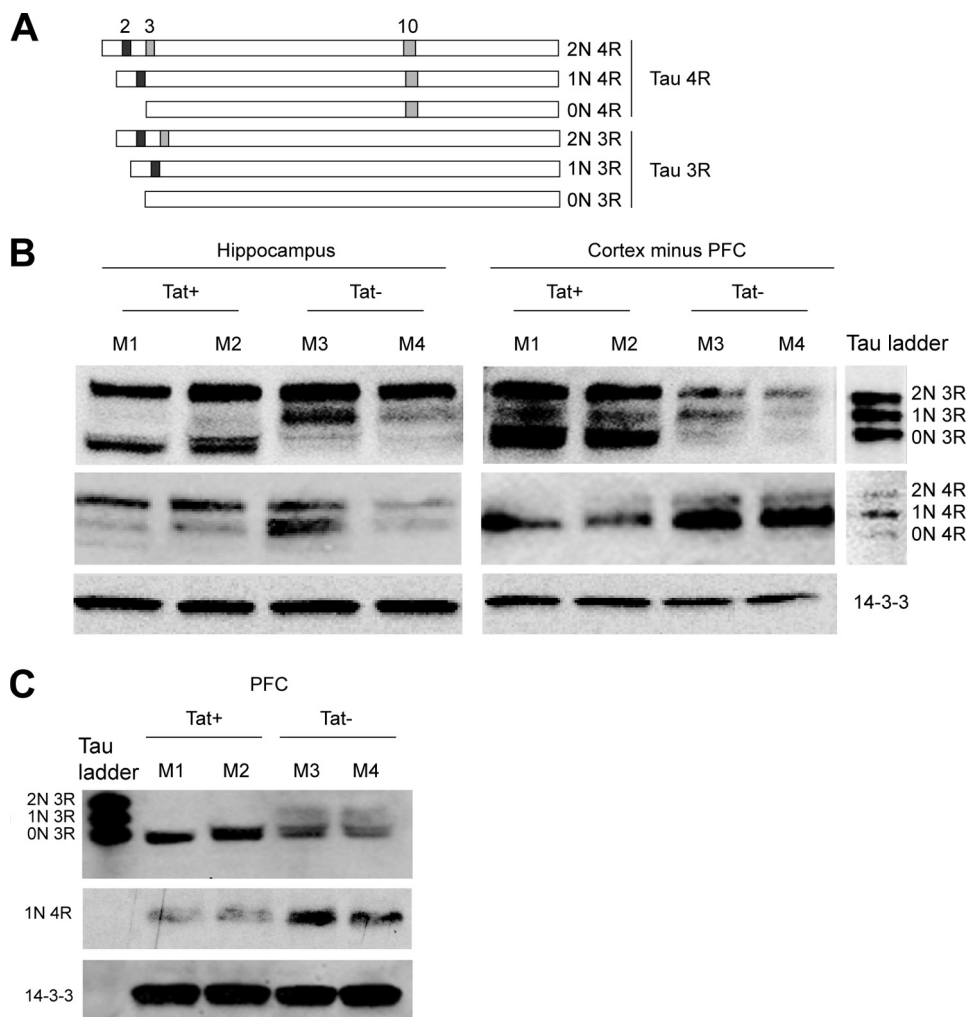 A
2 3 10
2N 4R
1N 4R
0N 4R
Tau 4R
2N 3R
1N 3R
0N 3R
Tau 3R
B
Hippocampus Cortex minus PFC
Tat+ Tat- Tat+ Tat-
M1 M2 M3 M4 M1 M2 M3 M4 Tau ladder
2N 3R
1N 3R
0N 3R
2N 4R
1N 4R
0N 4R
14-3-3
C
PFC
Tat+ Tat-
Tau
ladder M1 M2 M3 M4
2N 3R
1N 3R
0N 3R
1N 4R
14-3-3